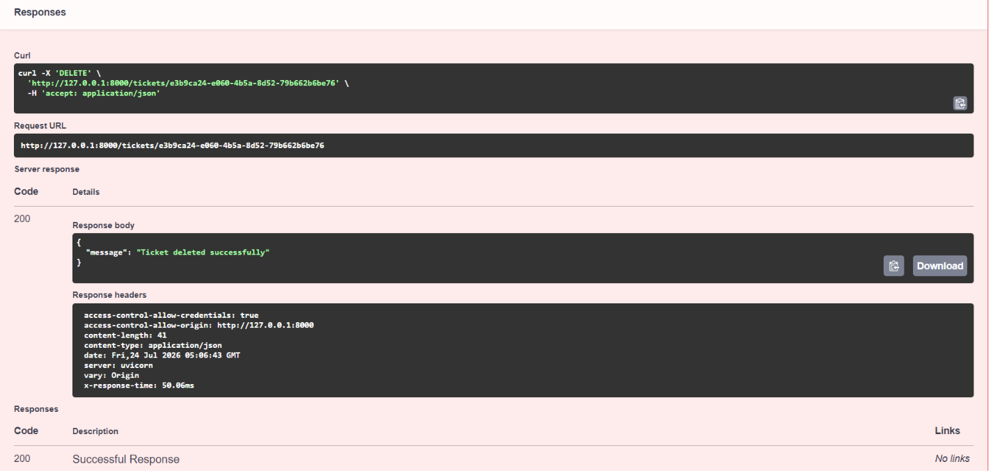 Responses
Curl
curl -X 'DELETE' \
'http://127.0.0.1:8000/tickets/e3b9ca24-e060-4b5a-8d52-79b662b6be76' \
-H 'accept: application/json'
Request URL
http://127.0.0.1:8000/tickets/e3b9ca24-e060-4b5a-8d52-79b662b6be76
Server response
Code Details
200
Response body
{
"message": "Ticket deleted successfully"
}
Download
Response headers
access-control-allow-credentials: true
access-control-allow-origin: http://127.0.0.1:8000
content-length: 41
content-type: application/json
date: Fri,24 Jul 2026 05:06:43 GMT
server: uvicorn
vary: Origin
x-response-time: 50.06ms
Responses
Code Description Links
200 Successful Response No links